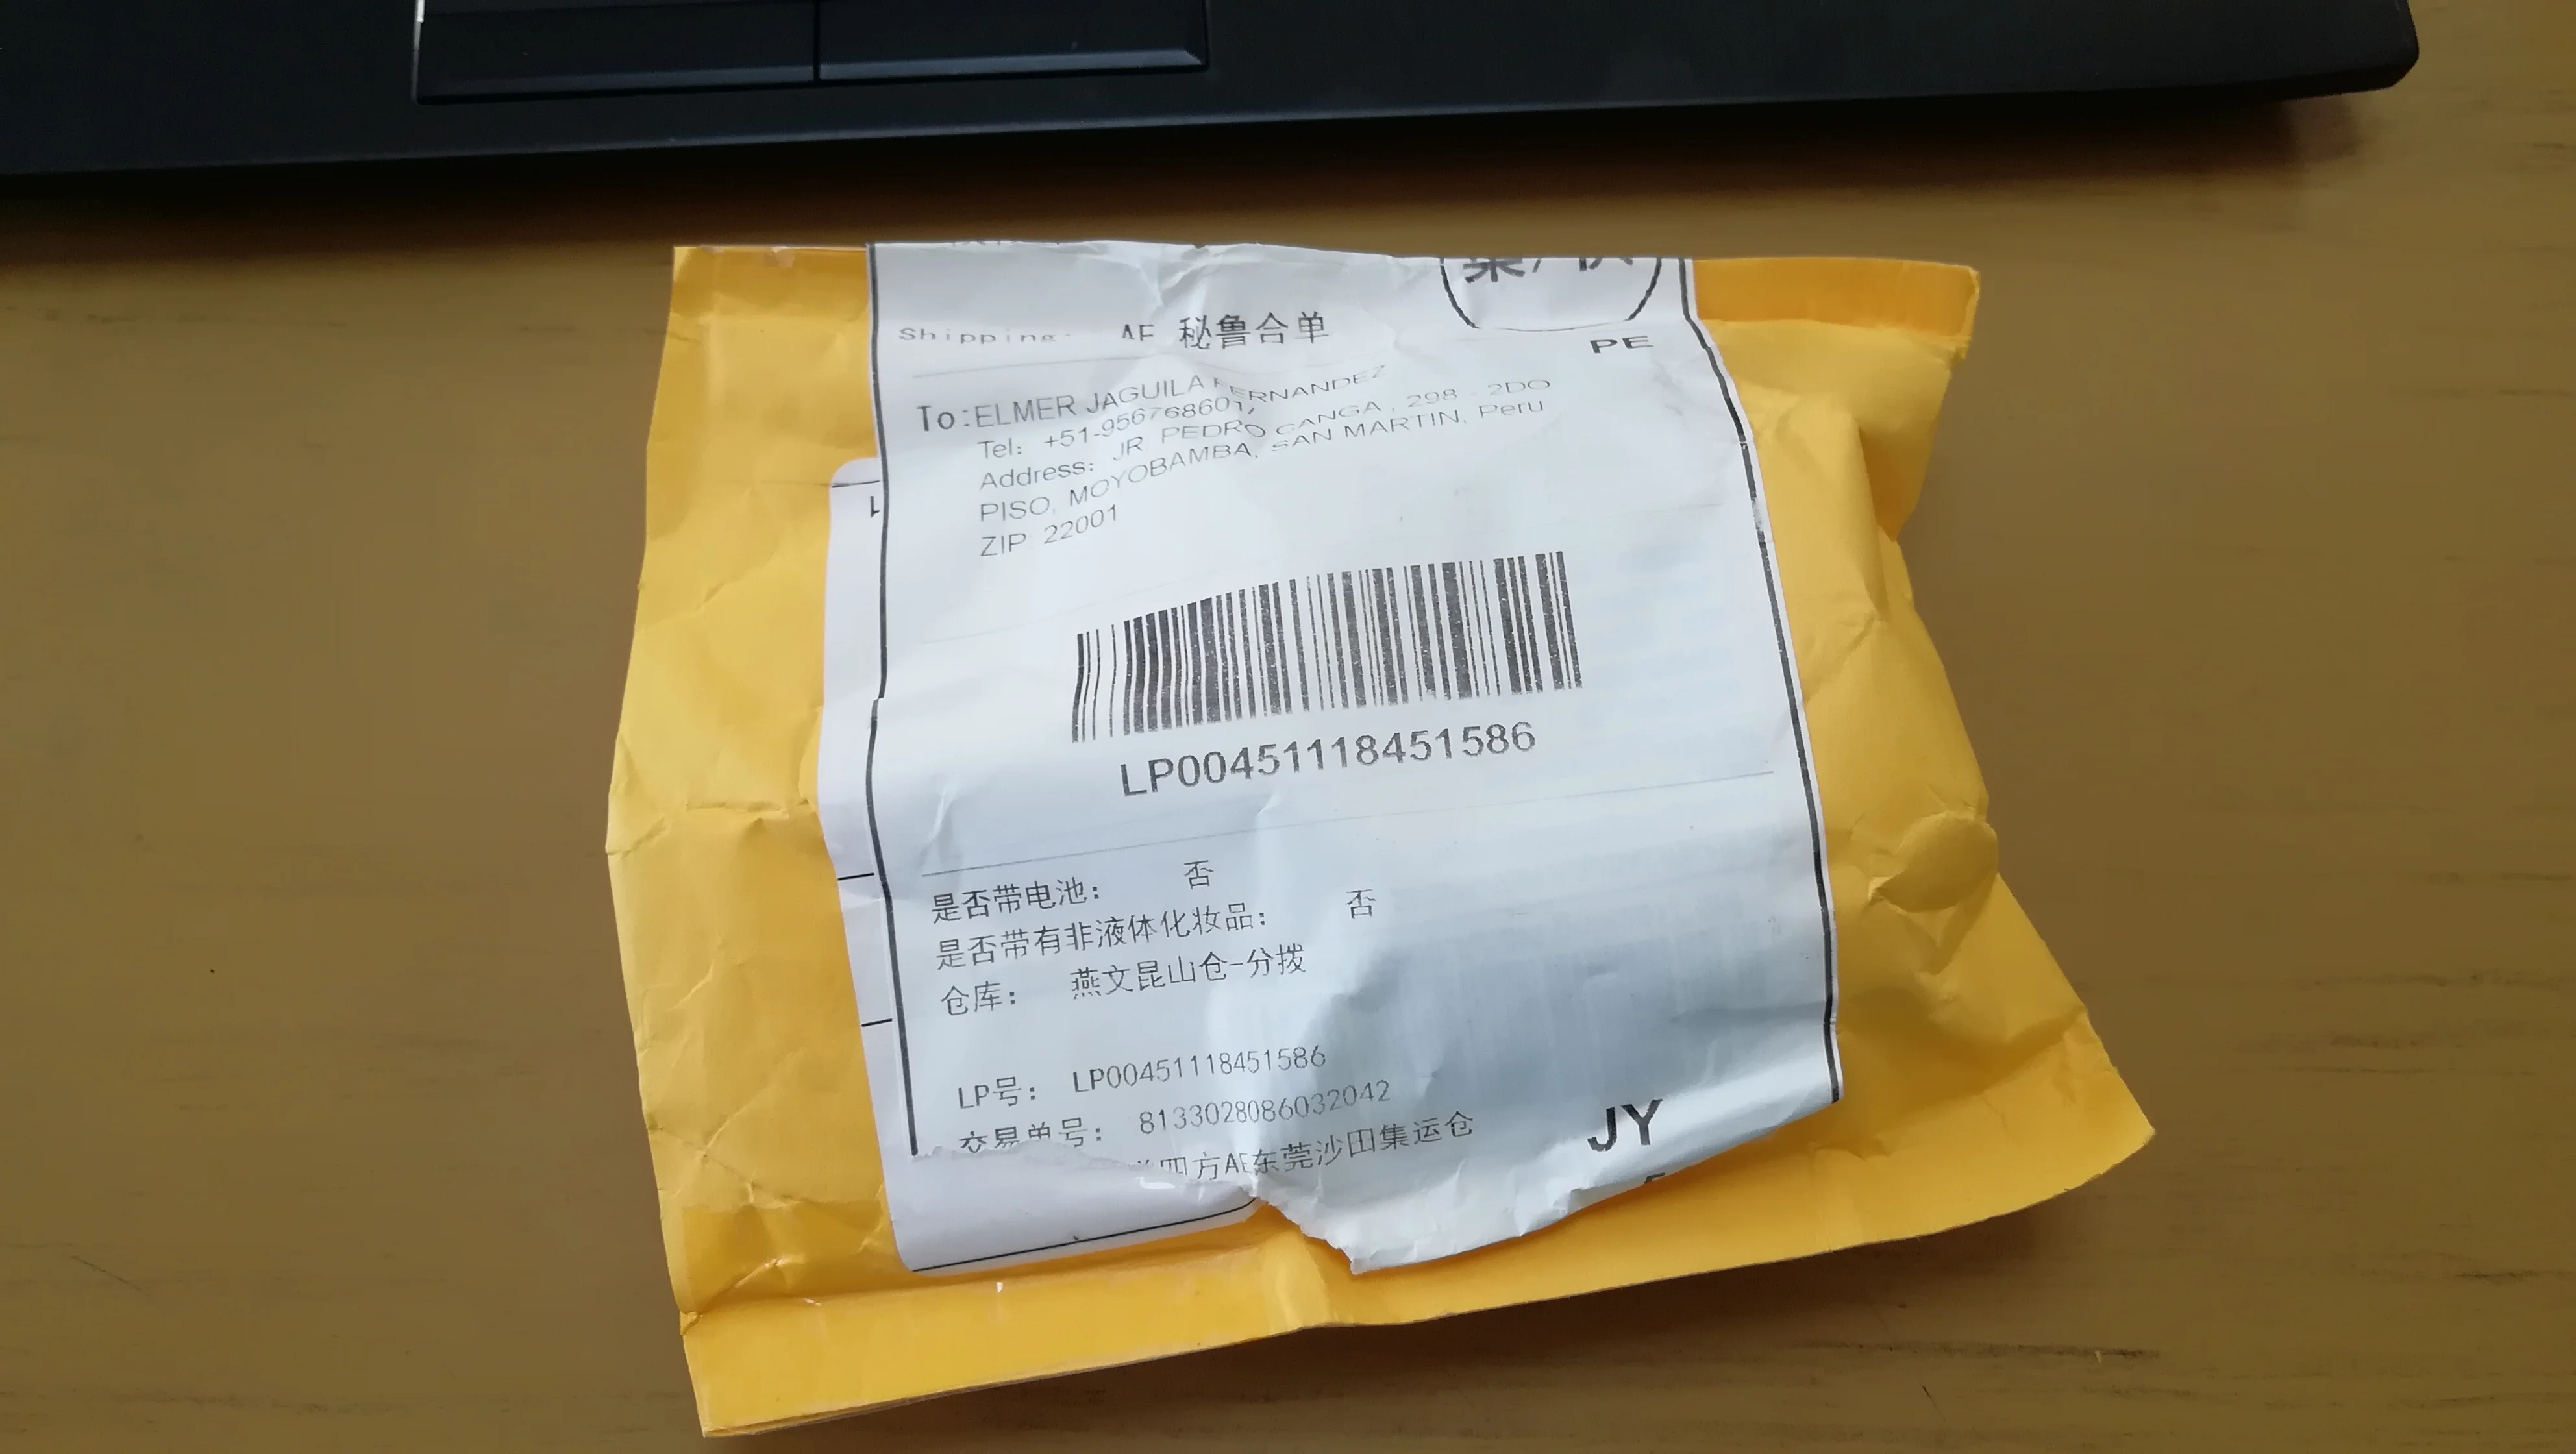 Shipping: AE 秘鲁合单
PE
To:ELMER JAGUILA FERNANDEZ
Tel: +51-956768601,
Address: JR PEDRO CANGA, 298 - 2DO
PISO, MOYOBAMBA, SAN MARTIN, Peru
ZIP 22001
LP00451118451586
是否带电池: 否
是否带有非液体化妆品: 否
仓库: 燕文昆山仓-分拨
LP号: LP00451118451586
交易单号: 8133028086032042
四方AE东莞沙田集运仓
JY